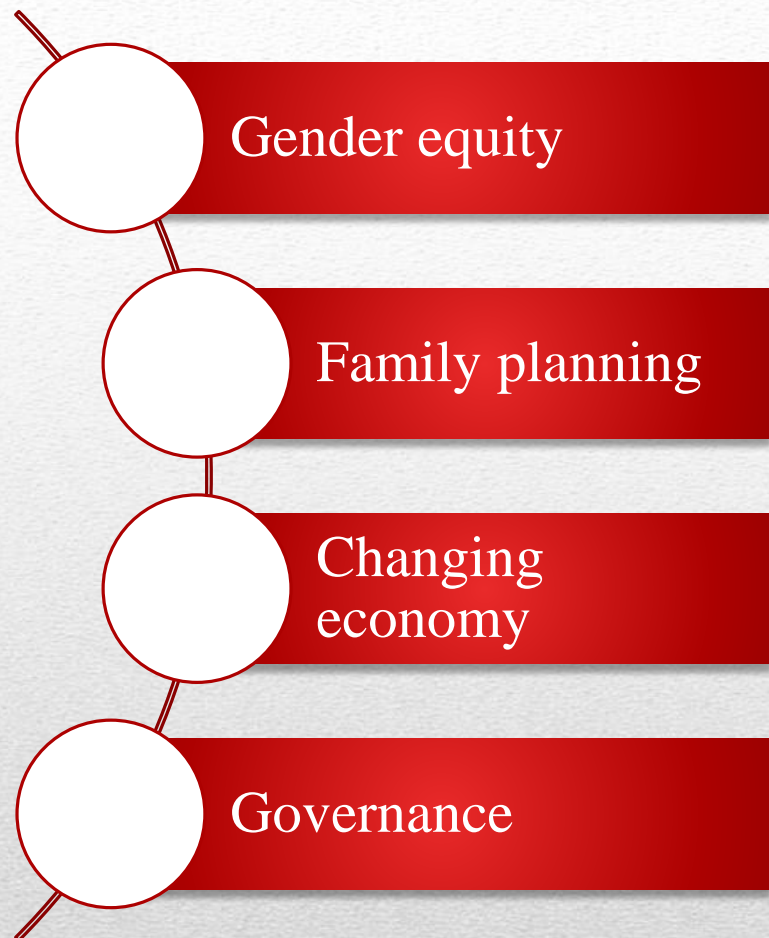 Gender equity
Family planning
Changing
economy
Governance